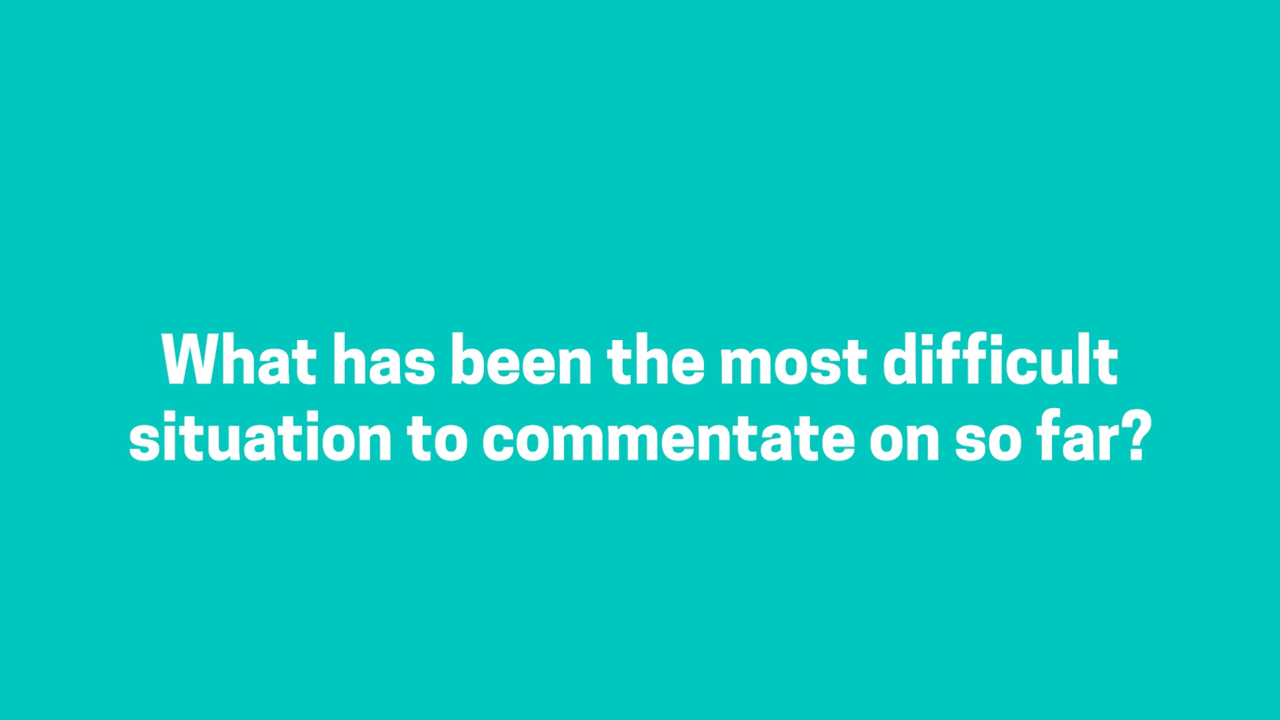 What has been the most difficult
situation to commentate on so far?